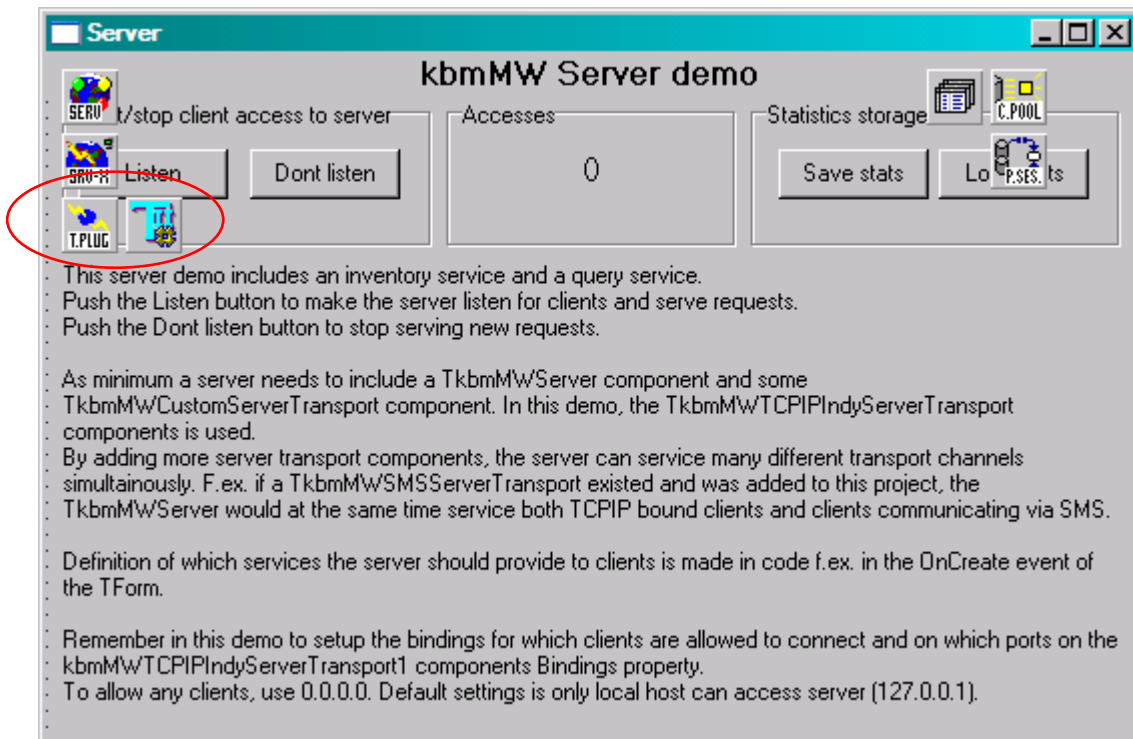 Server
kbmMW Server demo
SERV
t/stop client access to server
Accesses
Statistics storage
C.POOL
SRV-X
Listen
Dont listen
0
Save stats
Lo
P.SES.
ts
T.PLUG
This server demo includes an inventory service and a query service.
Push the Listen button to make the server listen for clients and serve requests.
Push the Dont listen button to stop serving new requests.
As minimum a server needs to include a TkbmMWServer component and some
TkbmMWCustomServerTransport component. In this demo, the TkbmMWTCPIPIndyServerTransport
components is used.
By adding more server transport components, the server can service many different transport channels
simultainously. F.ex. if a TkbmMWSMSServerTransport existed and was added to this project, the
TkbmMWServer would at the same time service both TCPIP bound clients and clients communicating via SMS.
Definition of which services the server should provide to clients is made in code f.ex. in the OnCreate event of
the TForm.
Remember in this demo to setup the bindings for which clients are allowed to connect and on which ports on the
kbmMWTCPIPIndyServerTransport1 components Bindings property.
To allow any clients, use 0.0.0.0. Default settings is only local host can access server (127.0.0.1).